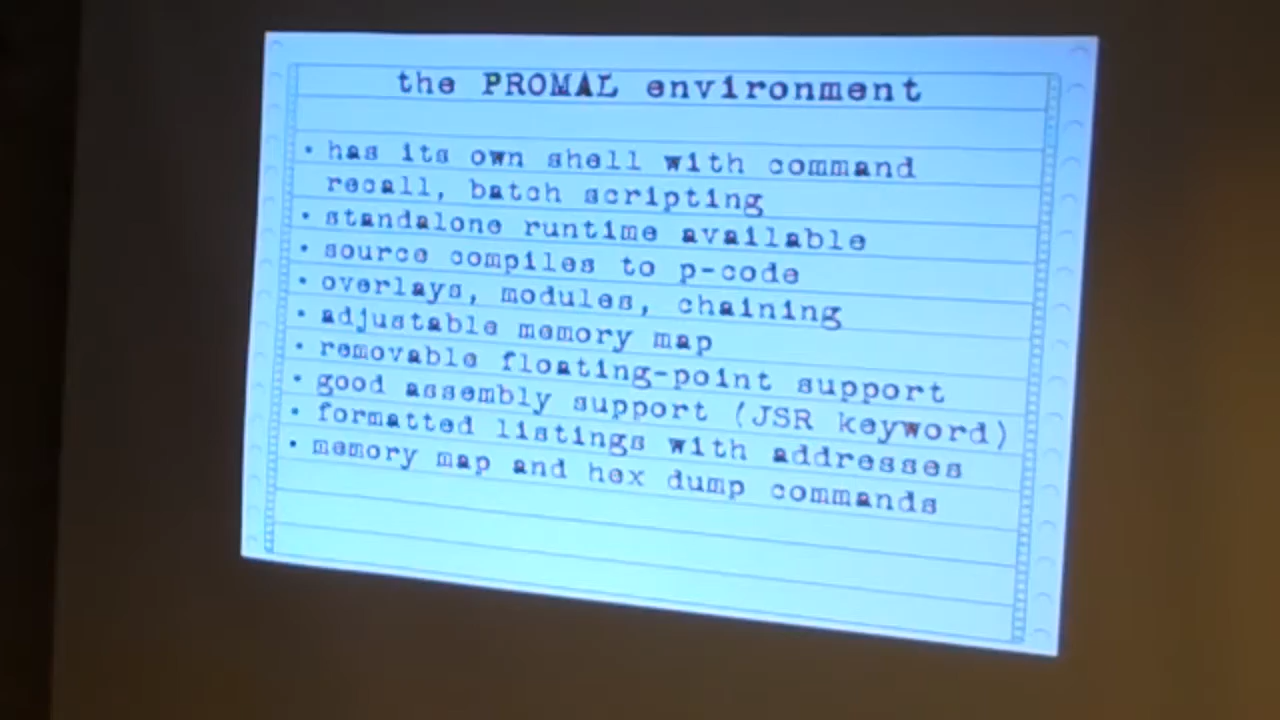 the PROMAL environment
• has its own shell with command
recall, batch scripting
• standalone runtime available
• source compiles to p-code
• overlays, modules, chaining
• adjustable memory map
• removable floating-point support
• good assembly support (JSR keyword)
• formatted listings with addresses
• memory map and hex dump commands